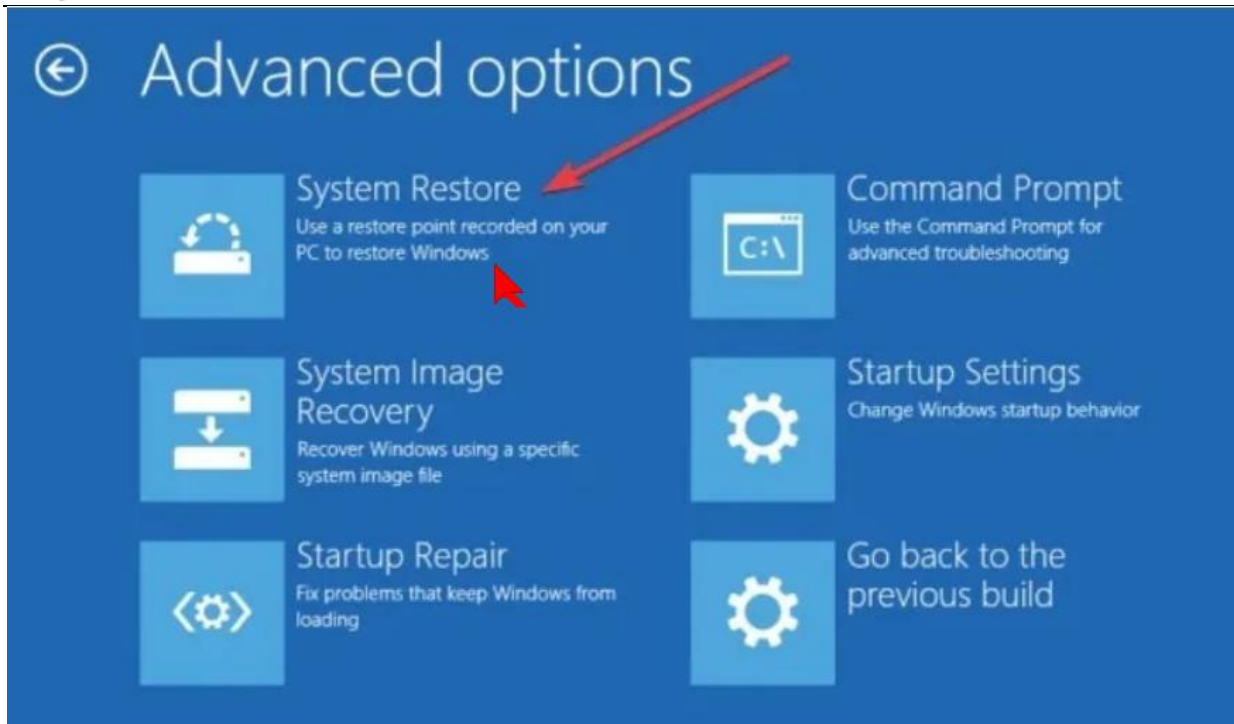 Advanced options
System Restore
Use a restore point recorded on your
PC to restore Windows
System Image
Recovery
Recover Windows using a specific
system image file
Startup Repair
Fix problems that keep Windows from
loading
Command Prompt
Use the Command Prompt for
advanced troubleshooting
C:\
Startup Settings
Change Windows startup behavior
Go back to the
previous build